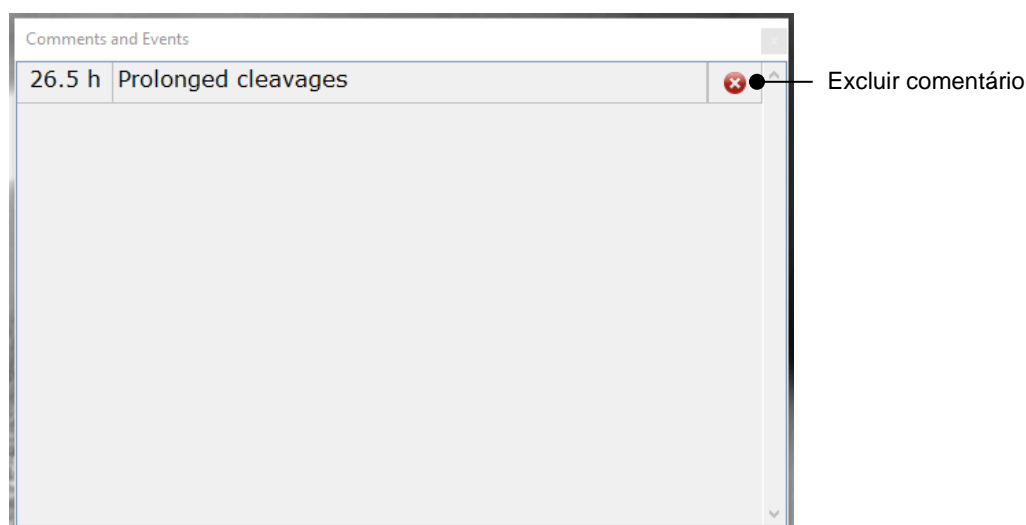 Comments and Events
26.5 h Prolonged cleavages
Excluir comentário